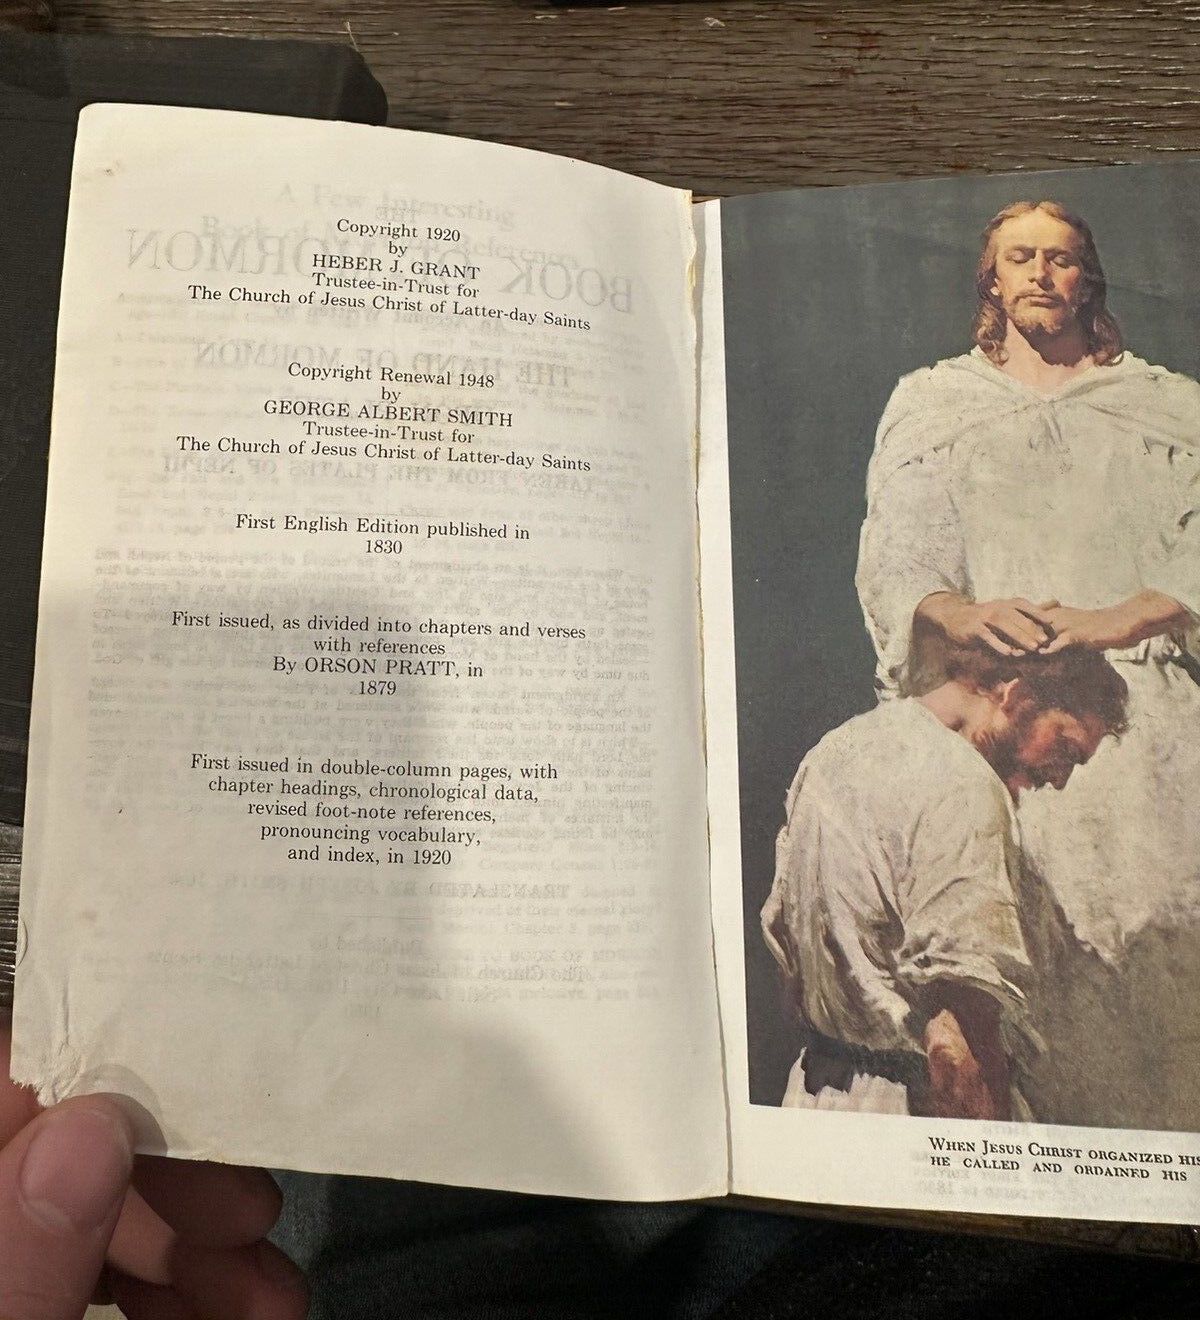 Copyright 1920
by
HEBER J. GRANT
Trustee-in-Trust for
The Church of Jesus Christ of Latter-day Saints
Copyright Renewal 1948
by
GEORGE ALBERT SMITH
Trustee-in-Trust for
The Church of Jesus Christ of Latter-day Saints
First English Edition published in
1830
First issued, as divided into chapters and verses
with references
By ORSON PRATT, in
1879
First issued in double-column pages, with
chapter headings, chronological data,
revised foot-note references,
pronouncing vocabulary,
and index, in 1920
WHEN JESUS CHRIST ORGANIZED HIS
HE CALLED AND ORDAINED HIS